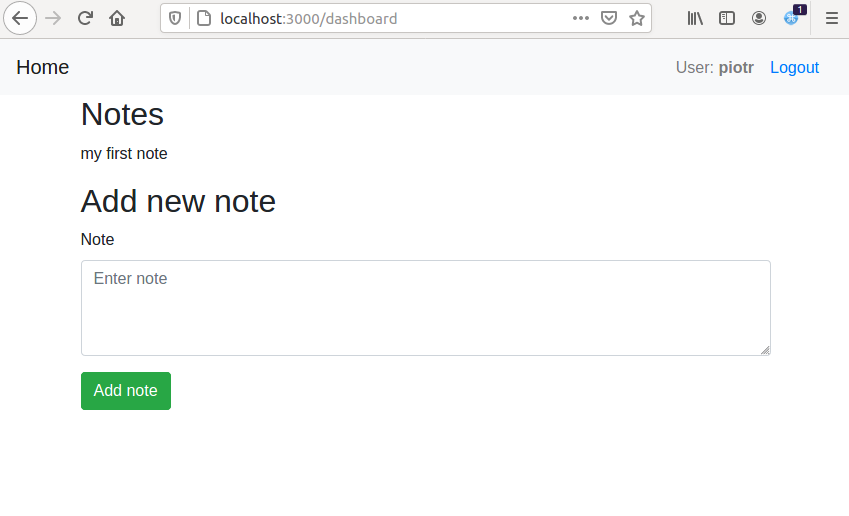 localhost:3000/dashboard
1
Home User: piotr Logout
Notes
my first note
Add new note
Note
Enter note
Add note